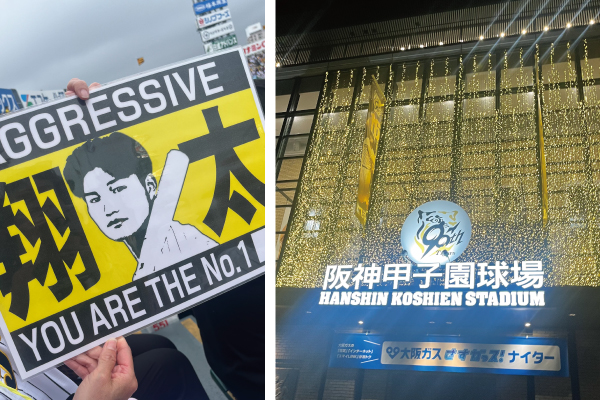 AGGRESSIVE
翔太
YOU ARE THE No.1
90th
阪神甲子園球場
HANSHIN KOSHIEN STADIUM
大阪ガス ナイター